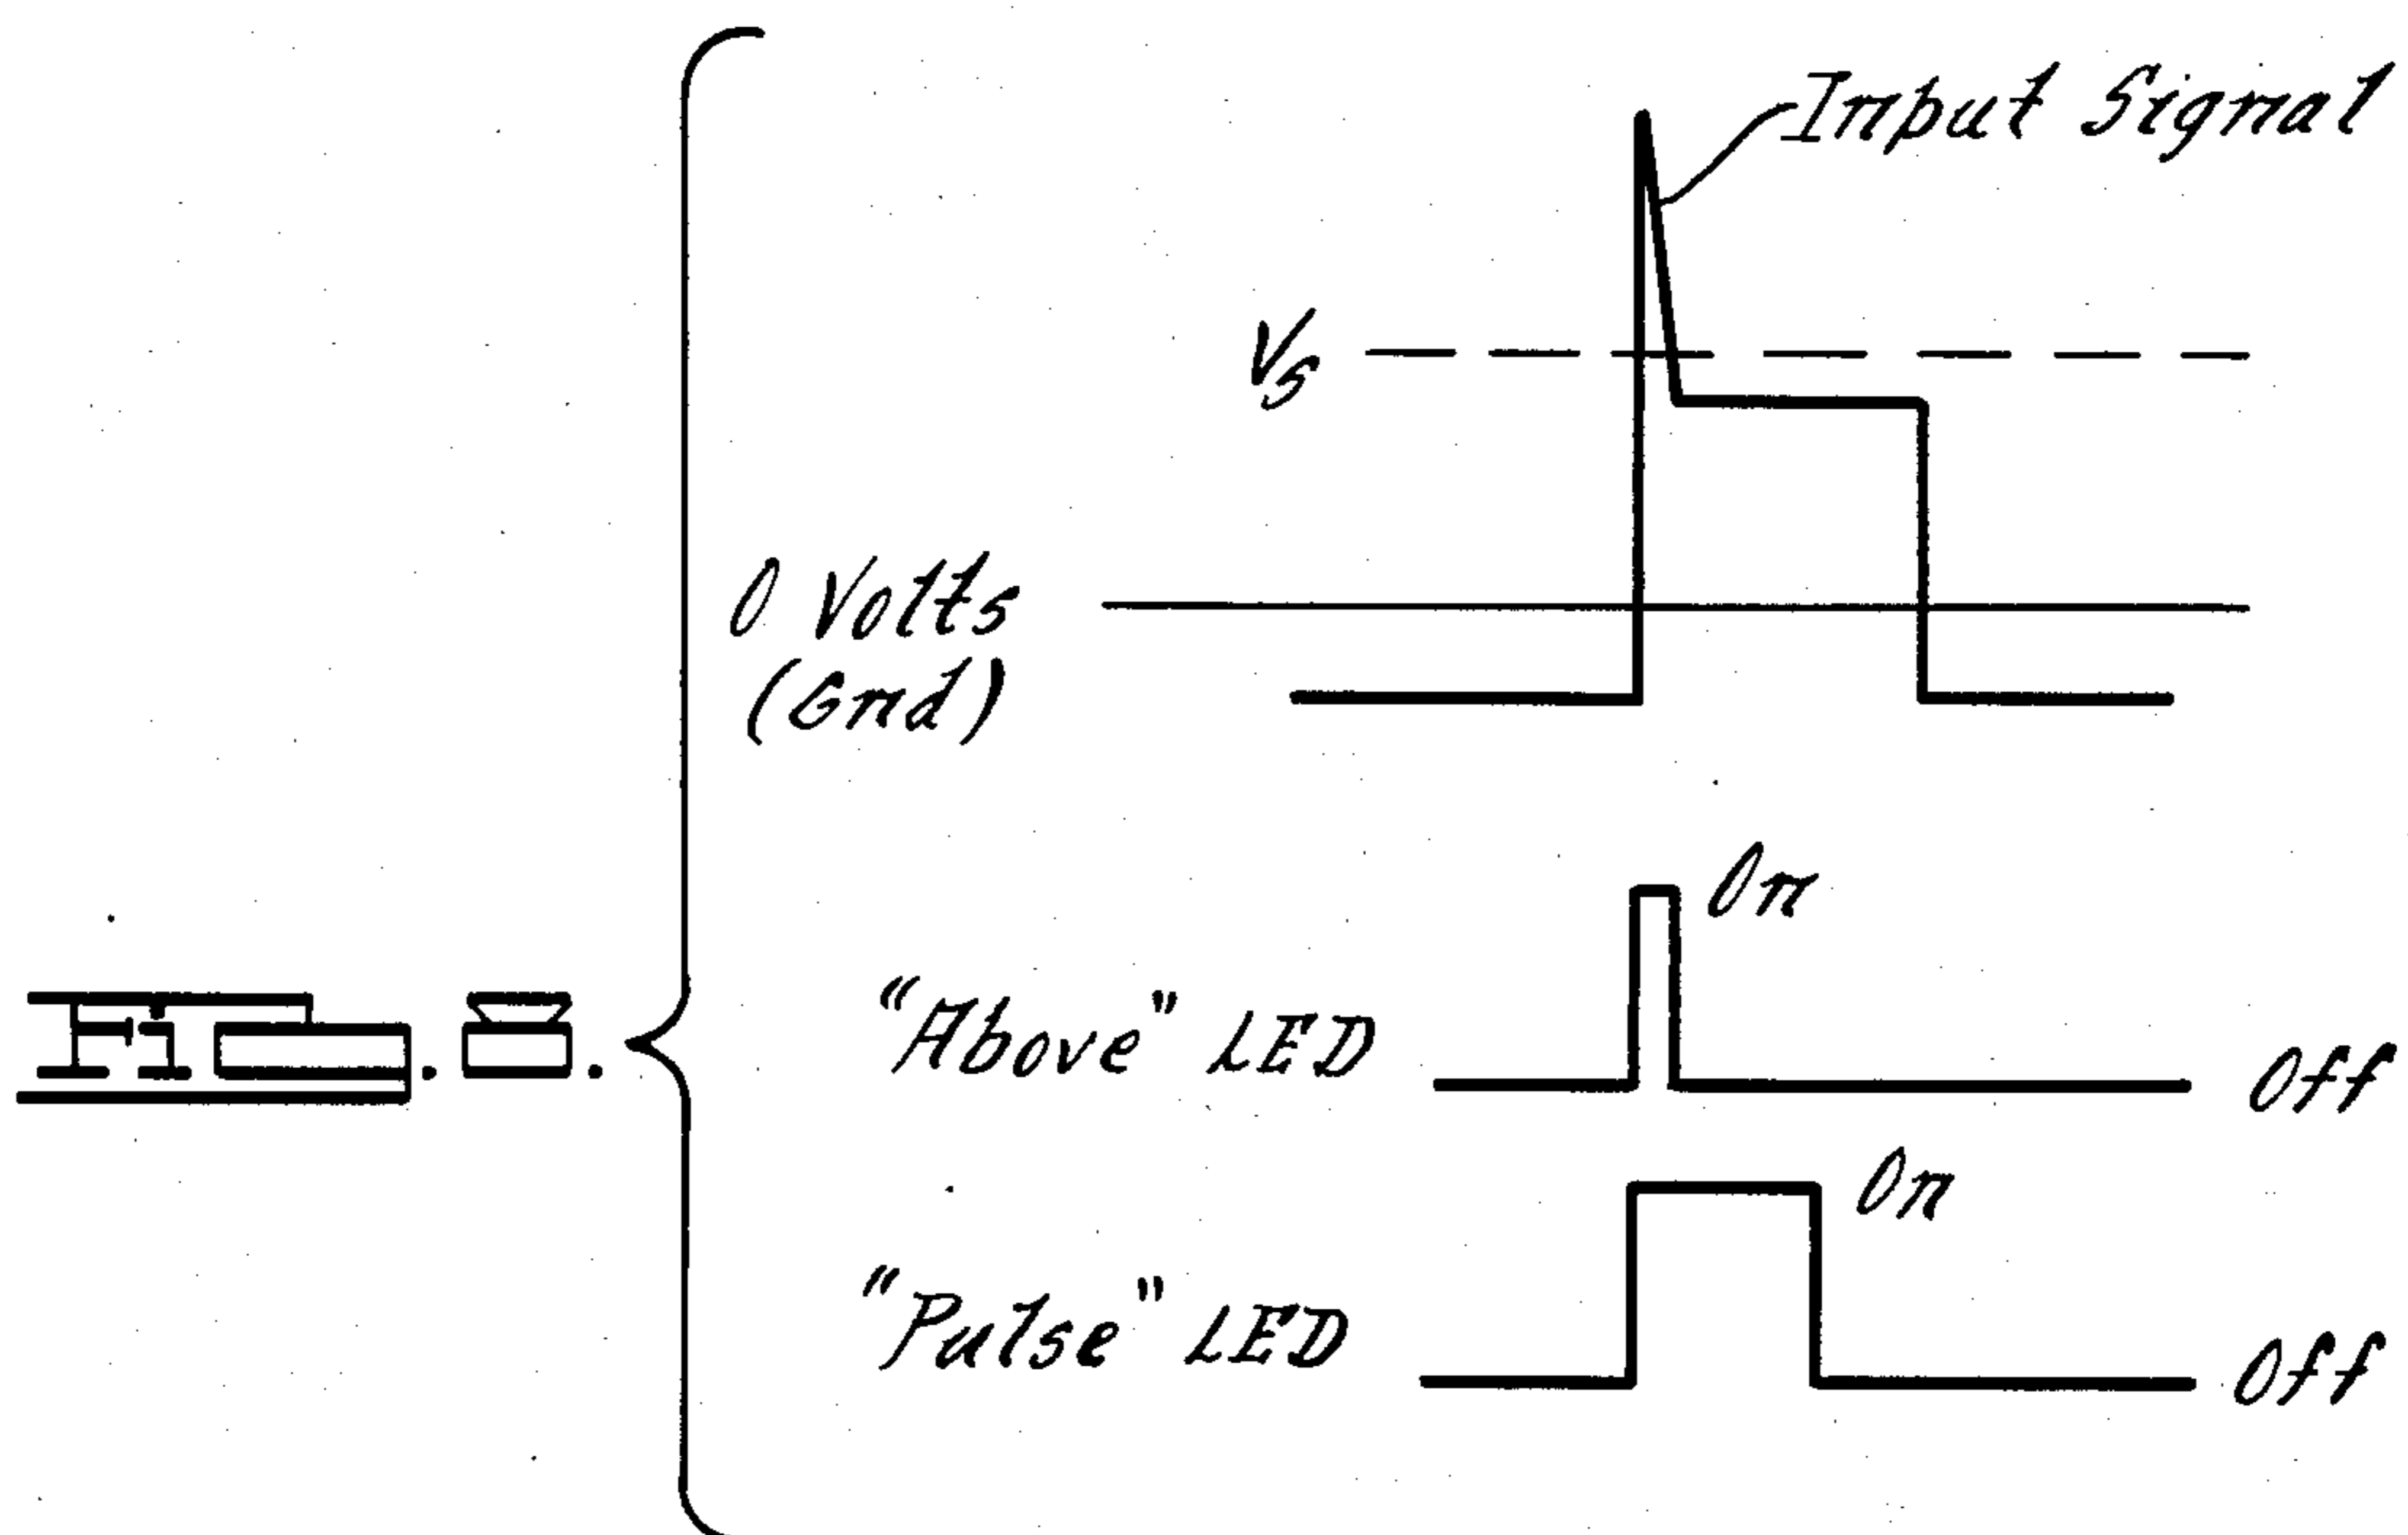 Input Signal
Vs
0 Volts
(Gnd)
On
"Above" LED
Off
Fig. 8.
On
"Pulse" LED
Off